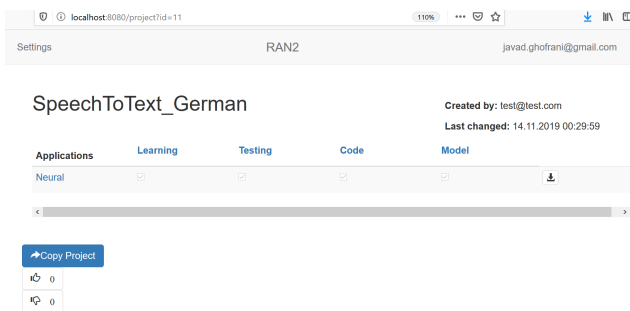 localhost:8080/project?id=11 110%
Settings RAN2 javad.ghofrani@gmail.com
SpeechToText_German
Created by: test@test.com
Last changed: 14.11.2019 00:29:59
Applications Learning Testing Code Model
Neural
Copy Project
0
0